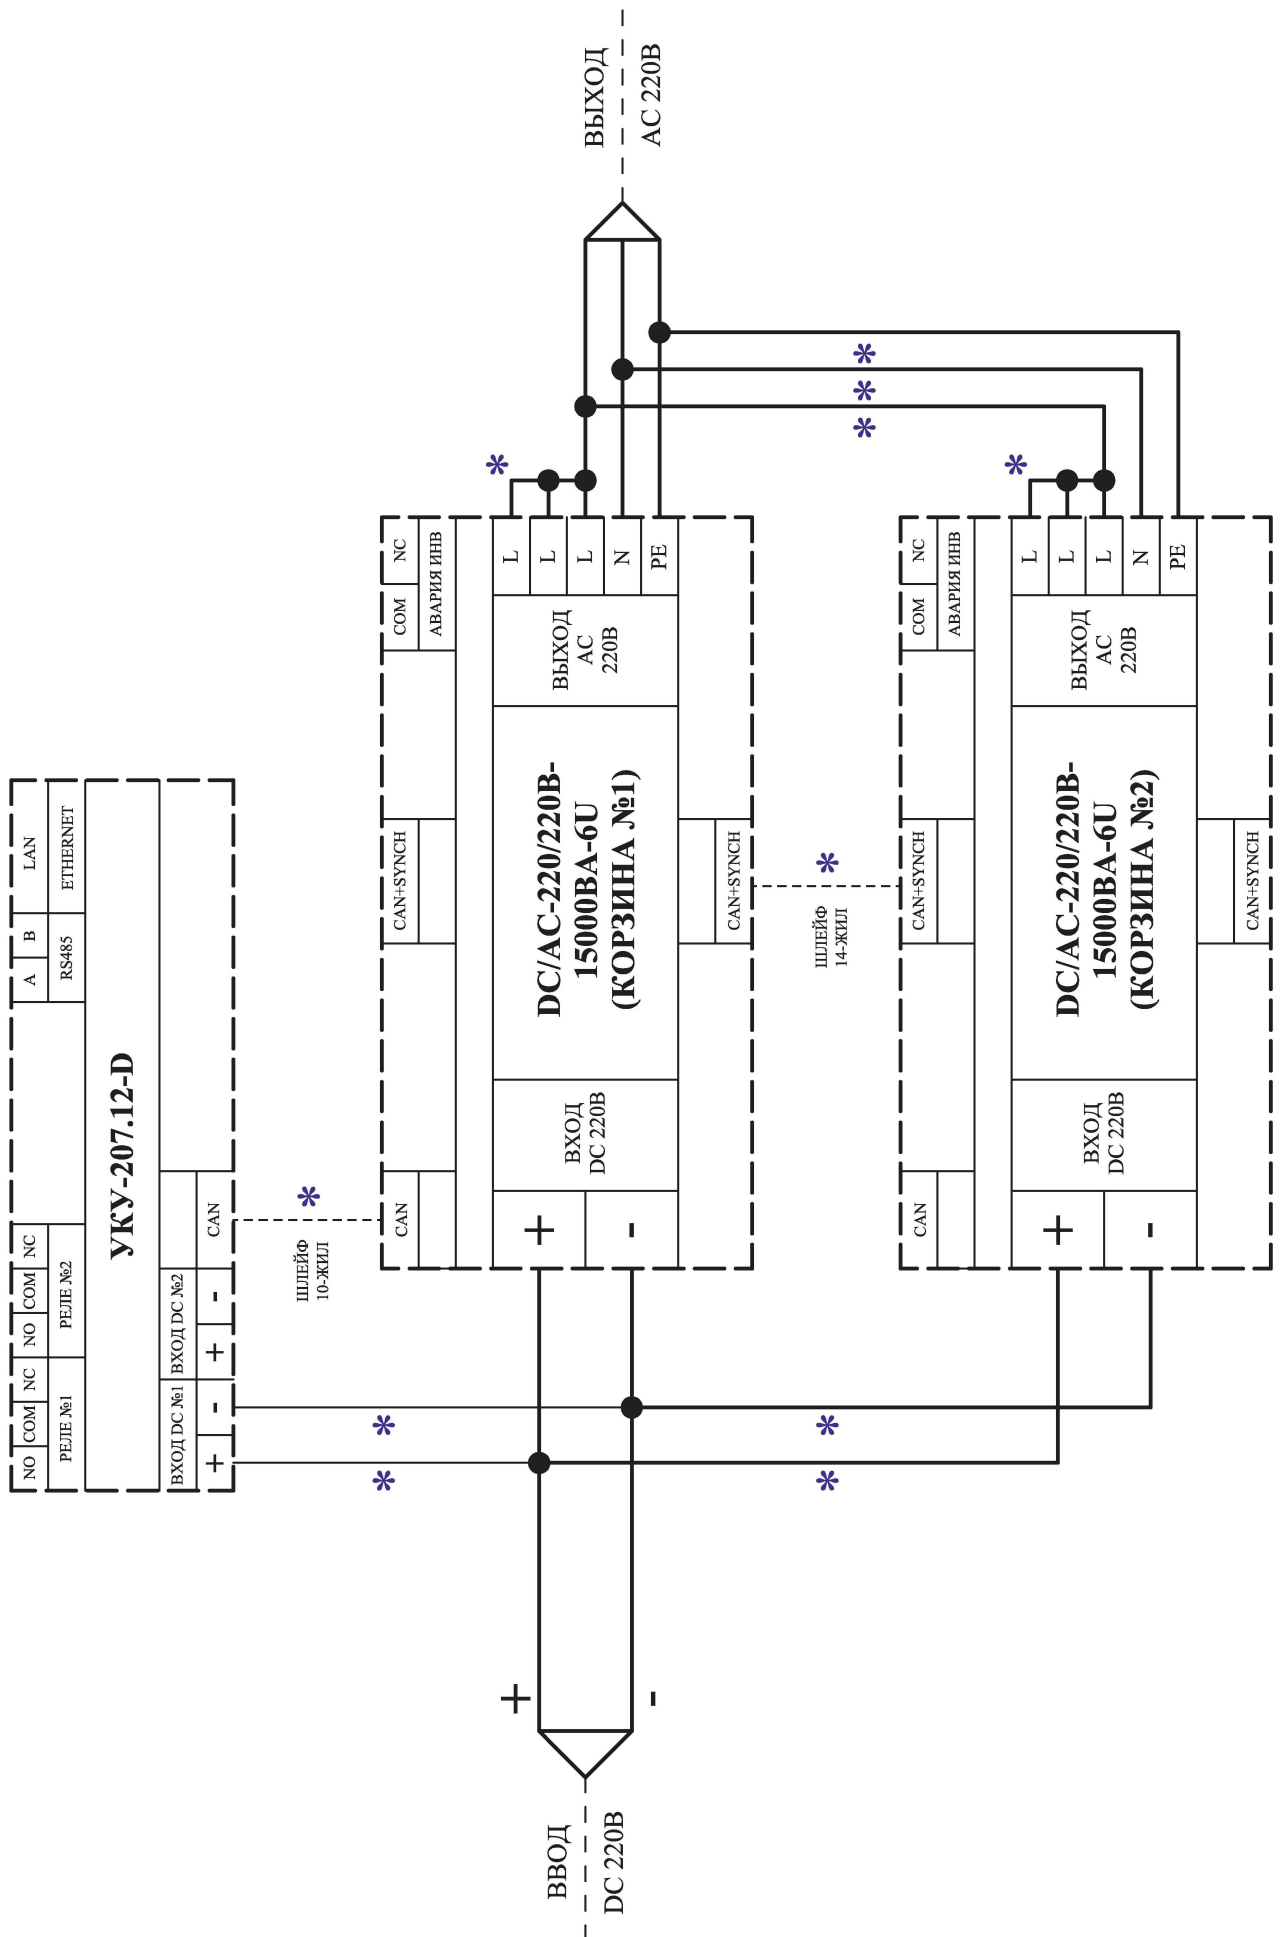 NO COM NC NO COM NC A B LAN
РЕЛЕ №1 РЕЛЕ №2 RS485 ETHERNET
УКУ-207.12-D
ВХОД DC №1 ВХОД DC №2
+ - + - CAN
*
ШЛЕЙФ
10-ЖИЛ
* *
CAN CAN+SYNCH COM NC
АВАРИЯ ИНВ
*
+
-
ВХОД
DC 220В
DC/AC-220/220В-
15000ВА-6U
(КОРЗИНА №1)
ВЫХОД
АС
220В
L
L
L
N
PE
CAN+SYNCH
+
-
ВВОД
DC 220В
ВЫХОД
АС 220В
*
ШЛЕЙФ
14-ЖИЛ
* *
* * *
CAN CAN+SYNCH COM NC
АВАРИЯ ИНВ
*
+
-
ВХОД
DC 220В
DC/AC-220/220В-
15000ВА-6U
(КОРЗИНА №2)
ВЫХОД
АС
220В
L
L
L
N
PE
CAN+SYNCH